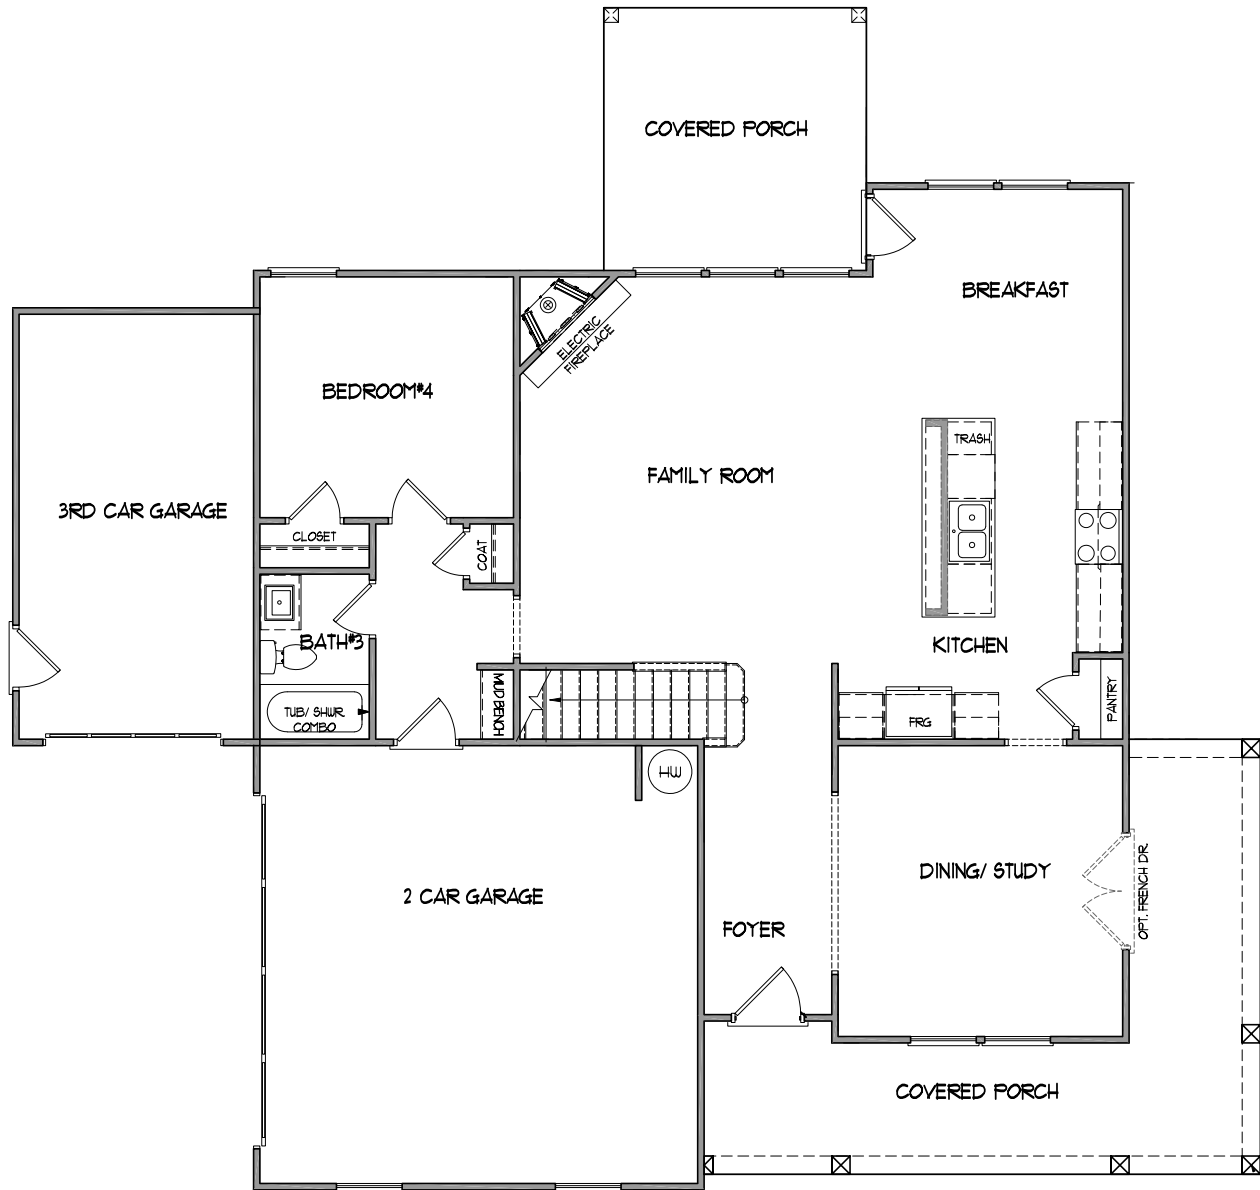 COVERED PORCH
BREAKFAST
ELECTRIC
FIREPLACE
BEDROOM#4
TRASH
FAMILY ROOM
3RD CAR GARAGE
CLOSET
COAT
BATH#3
KITCHEN
MUD BENCH
PANTRY
TUB/ SHWR
COMBO
FRG
HW
DINING/ STUDY
OPT. FRENCH DR.
2 CAR GARAGE
FOYER
COVERED PORCH